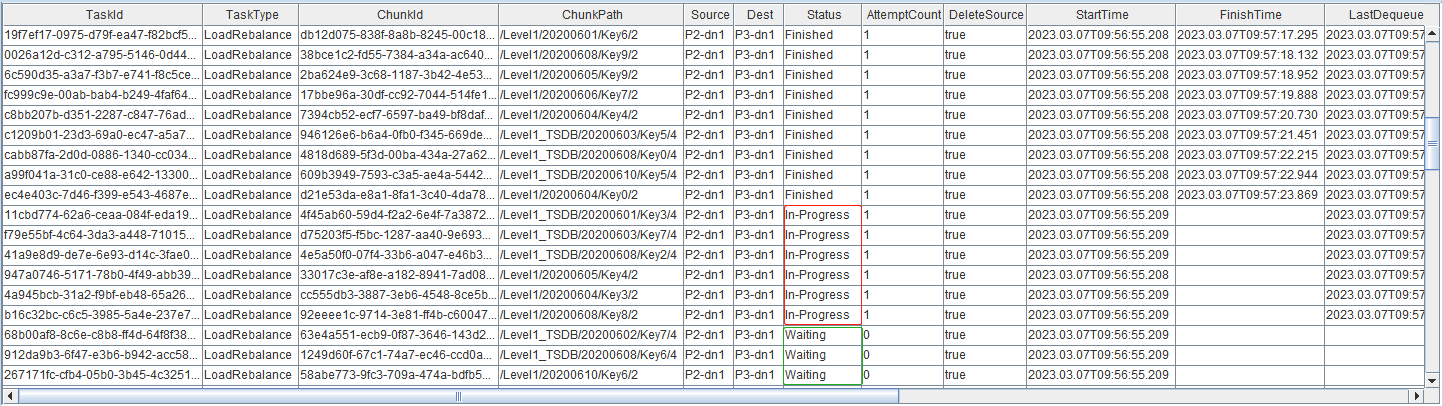 TaskId TaskType ChunkId ChunkPath Source Dest Status AttemptCount DeleteSource StartTime FinishTime LastDequeue
19f7ef17-0975-d79f-ea47-f82bcf5... LoadRebalance db12d075-838f-8a8b-8245-00c18... /Level1/20200601/Key6/2 P2-dn1 P3-dn1 Finished 1 true 2023.03.07T09:56:55.208 2023.03.07T09:57:17.295 2023.03.07T09:57
0026a12d-c312-a795-5146-0d44... LoadRebalance 38bce1c2-fd55-7384-a34a-ac640... /Level1/20200608/Key9/2 P2-dn1 P3-dn1 Finished 1 true 2023.03.07T09:56:55.208 2023.03.07T09:57:18.132 2023.03.07T09:57
6c590d35-a3a7-f3b7-e741-f8c5ce... LoadRebalance 2ba624e9-3c68-1187-3b42-4e53... /Level1/20200603/Key9/2 P2-dn1 P3-dn1 Finished 1 true 2023.03.07T09:56:55.208 2023.03.07T09:57:18.952 2023.03.07T09:57
fc999c9e-00ab-bab4-b249-4faf64... LoadRebalance 17bbe96a-30df-cc92-7044-514fe1... /Level1/20200606/Key7/2 P2-dn1 P3-dn1 Finished 1 true 2023.03.07T09:56:55.208 2023.03.07T09:57:19.888 2023.03.07T09:57
c8bb207b-d351-2287-c847-76ad... LoadRebalance 7394cb52-ecf7-6597-ba49-bf8daf... /Level1/20200604/Key4/2 P2-dn1 P3-dn1 Finished 1 true 2023.03.07T09:56:55.208 2023.03.07T09:57:20.730 2023.03.07T09:57
c1209b01-23d3-69a0-ec47-a5a7... LoadRebalance 946126e6-b6a4-0fb0-f345-669de... /Level1_TSDB/20200603/Key5/4 P2-dn1 P3-dn1 Finished 1 true 2023.03.07T09:56:55.208 2023.03.07T09:57:21.451 2023.03.07T09:57
cabb87fa-2d0d-0886-1340-cc034... LoadRebalance 4818d689-5f3d-00ba-434a-27a62... /Level1_TSDB/20200608/Key0/4 P2-dn1 P3-dn1 Finished 1 true 2023.03.07T09:56:55.208 2023.03.07T09:57:22.215 2023.03.07T09:57
a99f041a-31c0-ce88-e642-13300... LoadRebalance 609b3949-7593-c3a5-ae4a-5442... /Level1_TSDB/20200610/Key5/4 P2-dn1 P3-dn1 Finished 1 true 2023.03.07T09:56:55.208 2023.03.07T09:57:22.944 2023.03.07T09:57
ec4e403c-7d46-f399-e543-4687e... LoadRebalance d21e53da-e8a1-8fa1-3c40-4da78... /Level1/20200604/Key0/2 P2-dn1 P3-dn1 Finished 1 true 2023.03.07T09:56:55.208 2023.03.07T09:57:23.869 2023.03.07T09:57
11cbd774-62a6-ceaa-084f-eda19... LoadRebalance 4f45ab60-59d4-f2a2-6e4f-7a3872... /Level1_TSDB/20200601/Key3/4 P2-dn1 P3-dn1 In-Progress 1 true 2023.03.07T09:56:55.209 2023.03.07T09:57
f79e55bf-4c64-3da3-a448-71015... LoadRebalance d75203f5-f5bc-1287-aa40-9e693... /Level1_TSDB/20200603/Key7/4 P2-dn1 P3-dn1 In-Progress 1 true 2023.03.07T09:56:55.209 2023.03.07T09:57
41a9e8d9-de7e-6e93-d14c-3fae0... LoadRebalance 4e5a50f0-07f4-33b6-a047-e46b3... /Level1_TSDB/20200608/Key2/4 P2-dn1 P3-dn1 In-Progress 1 true 2023.03.07T09:56:55.209 2023.03.07T09:57
947a0746-5171-78b0-4f49-abb39... LoadRebalance 33017c3e-af8e-a182-8941-7ad08... /Level1/20200605/Key4/2 P2-dn1 P3-dn1 In-Progress 1 true 2023.03.07T09:56:55.208 2023.03.07T09:57
4a945bcb-31a2-f9bf-eb48-65a26... LoadRebalance cc555db3-3887-3eb6-4548-8ce5b... /Level1/20200604/Key3/2 P2-dn1 P3-dn1 In-Progress 1 true 2023.03.07T09:56:55.209 2023.03.07T09:57
b16c32bc-c6c5-3985-5a4e-237e7... LoadRebalance 92eeee1c-9714-3e81-ff4b-c60047... /Level1/20200608/Key8/2 P2-dn1 P3-dn1 In-Progress 1 true 2023.03.07T09:56:55.209 2023.03.07T09:57
68b00af8-8c6e-c8b8-ff4d-64f8f38... LoadRebalance 63e4a551-ecb9-0f87-3646-143d2... /Level1_TSDB/20200602/Key7/4 P2-dn1 P3-dn1 Waiting 0 true 2023.03.07T09:56:55.209
912da9b3-6f47-e3b6-b942-acc58... LoadRebalance 1249d60f-67c1-74a7-ec46-ccd0a... /Level1_TSDB/20200608/Key6/4 P2-dn1 P3-dn1 Waiting 0 true 2023.03.07T09:56:55.209
267171fc-cfb4-05b0-3b45-4c3251... LoadRebalance 58abe773-9fc3-709a-474a-bdfb5... /Level1/20200610/Key6/2 P2-dn1 P3-dn1 Waiting 0 true 2023.03.07T09:56:55.209